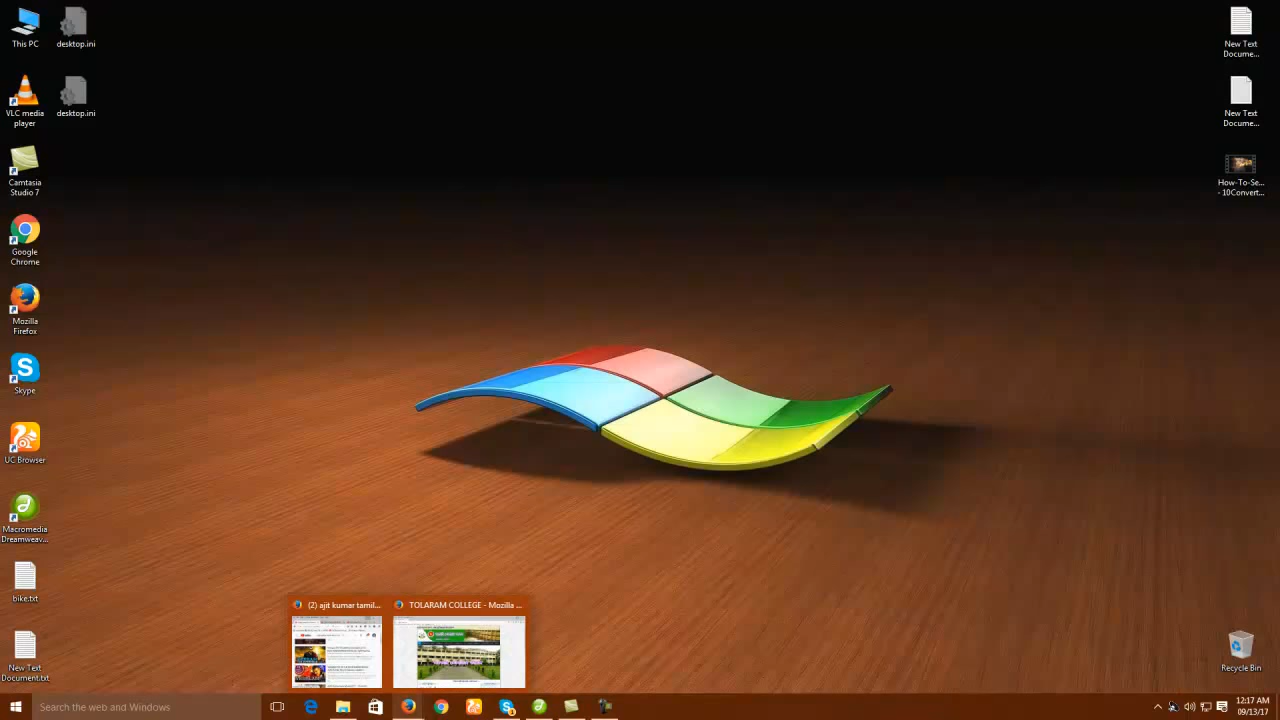 This PC
desktop.ini
VLC media
player
desktop.ini
Camtasia
Studio 7
Google
Chrome
Mozilla
Firefox
Skype
UC Browser
Macromedia
Dreamweav...
bike.txt
New Text
Document.txt
New Text
Docume...
New Text
Docume...
How-To-Se...
- 10Convert...
Recycle Bin
(2) ajit kumar tamil...
TOLARAM COLLEGE - Mozilla ...
Search the web and Windows
12:17 AM
09/13/17